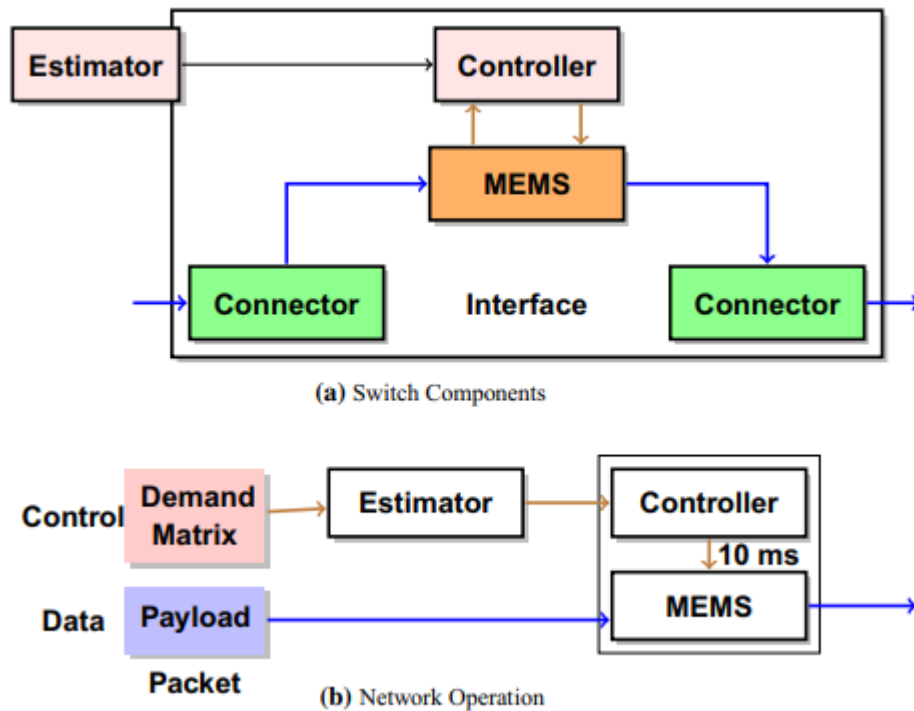 Estimator
Controller
MEMS
Connector
Interface
Connector
(a) Switch Components
Control
Demand
Matrix
Estimator
Controller
10 ms
Data
Payload
MEMS
Packet
(b) Network Operation